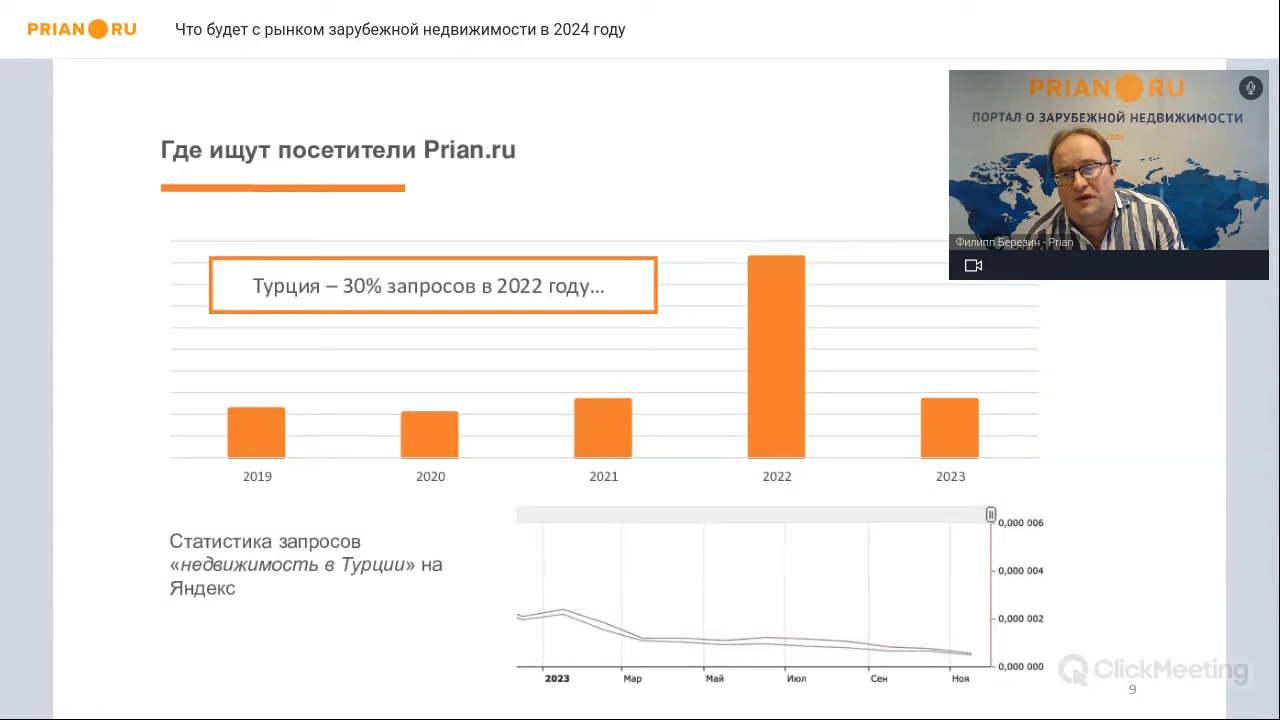 PRIAN RU
Что будет с рынком зарубежной недвижимости в 2024 году
PRIAN RU
ПОРТАЛ О ЗАРУБЕЖНОЙ НЕДВИЖИМОСТИ
2006
Филипп Березин - Prian
Где ищут посетители Prian.ru
Турция – 30% запросов в 2022 году...
2019
2020
2021
2022
2023
Статистика запросов
«недвижимость в Турции» на
Яндекс
0,000 006
0,000 004
0,000 002
0,000 000
2023
Мар
Май
Июл
Сен
Ноя
ClickMeeting
9